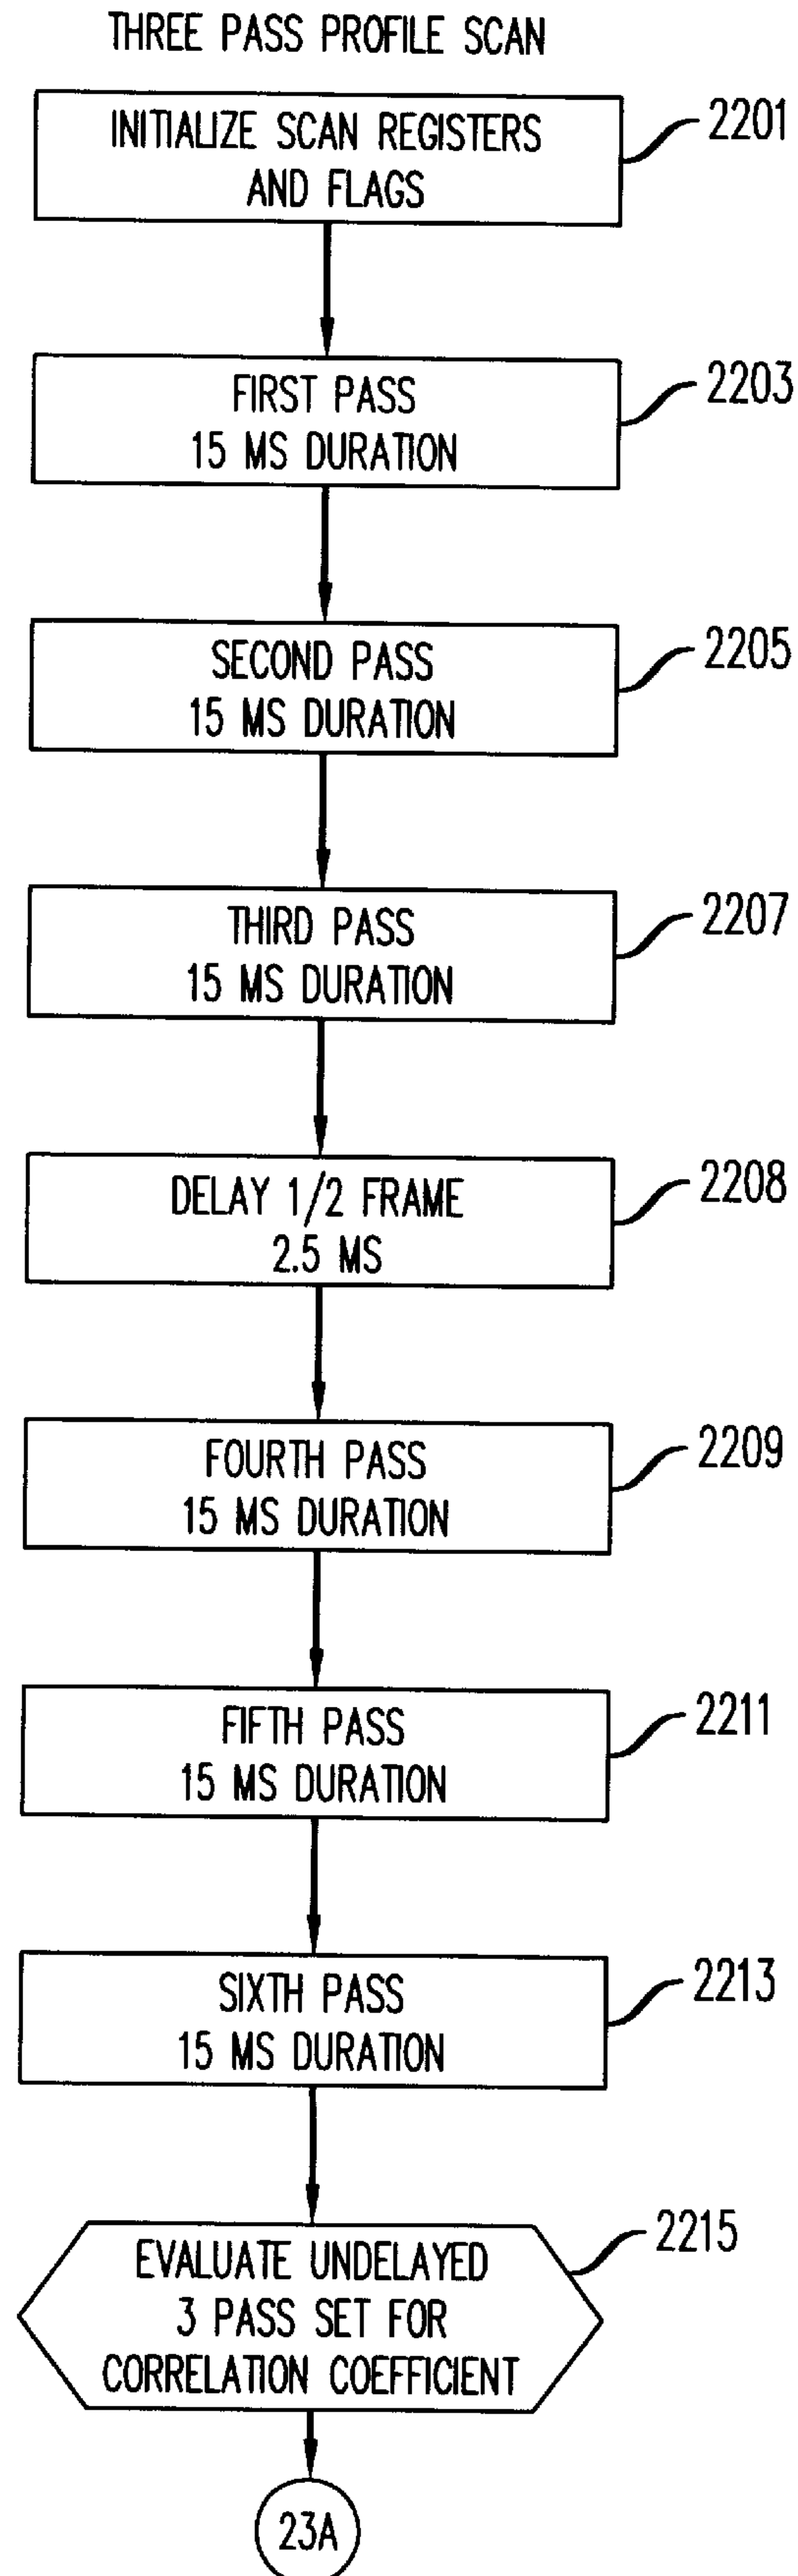 THREE PASS PROFILE SCAN
INITIALIZE SCAN REGISTERS
AND FLAGS
2201
FIRST PASS
15 MS DURATION
2203
SECOND PASS
15 MS DURATION
2205
THIRD PASS
15 MS DURATION
2207
DELAY 1/2 FRAME
2.5 MS
2208
FOURTH PASS
15 MS DURATION
2209
FIFTH PASS
15 MS DURATION
2211
SIXTH PASS
15 MS DURATION
2213
EVALUATE UNDELAYED
3 PASS SET FOR
CORRELATION COEFFICIENT
2215
23A